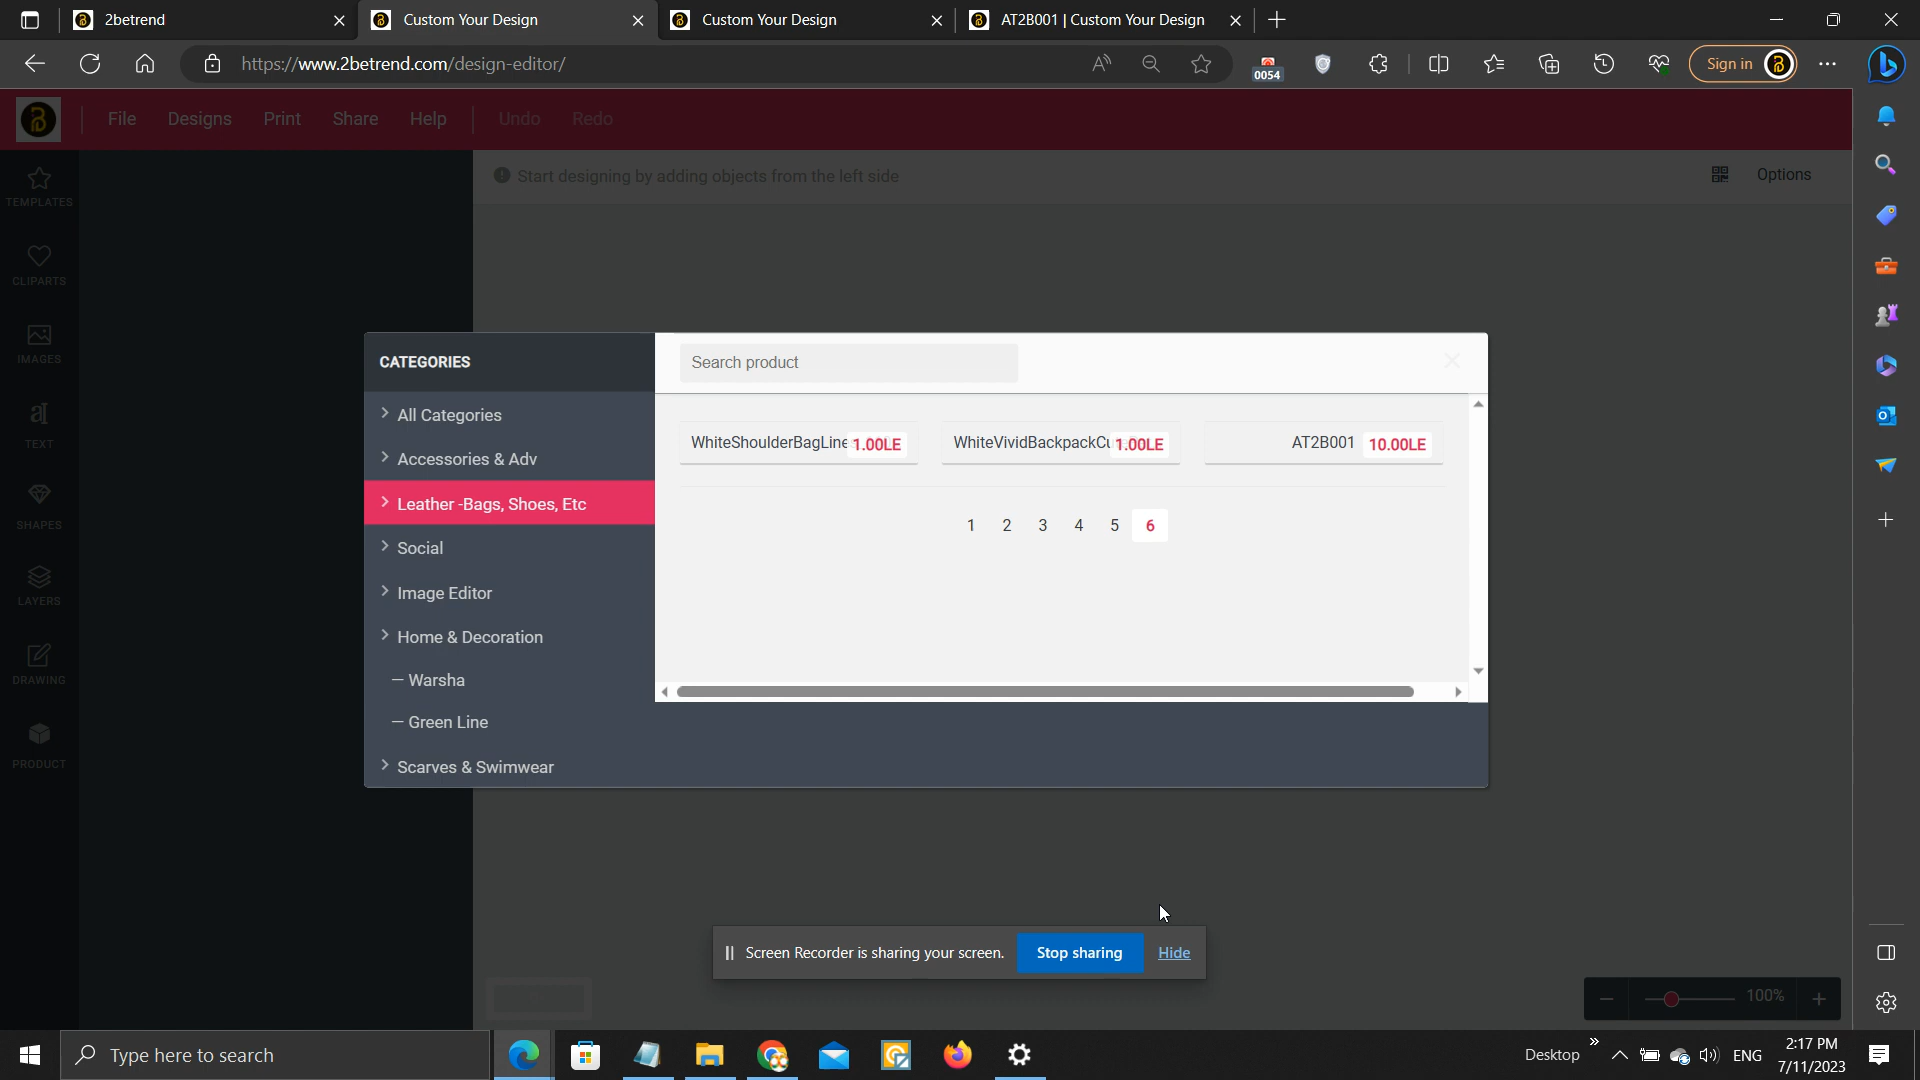 2betrend
Custom Your Design
Custom Your Design
AT2B001 | Custom Your Design
https://www.2betrend.com/design-editor/
0054
Sign in
File Designs Print Share Help Undo Redo
Start designing by adding objects from the left side
Options
TEMPLATES
CLIPARTS
IMAGES
TEXT
SHAPES
LAYERS
DRAWING
PRODUCT
CATEGORIES
All Categories
Accessories & Adv
Leather -Bags, Shoes, Etc
Social
Image Editor
Home & Decoration
Warsha
Green Line
Scarves & Swimwear
Search product
WhiteShoulderBagLine 1.00LE
WhiteVividBackpackCu 1.00LE
AT2B001 10.00LE
1 2 3 4 5 6
Screen Recorder is sharing your screen. Stop sharing Hide
100%
Type here to search
Desktop
ENG
2:17 PM
7/11/2023